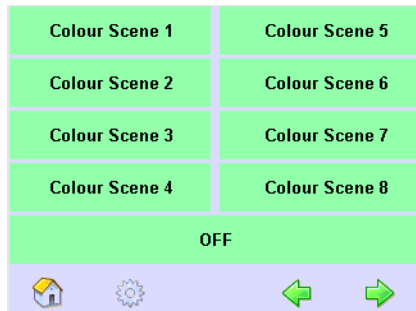 Colour Scene 1
Colour Scene 5
Colour Scene 2
Colour Scene 6
Colour Scene 3
Colour Scene 7
Colour Scene 4
Colour Scene 8
OFF